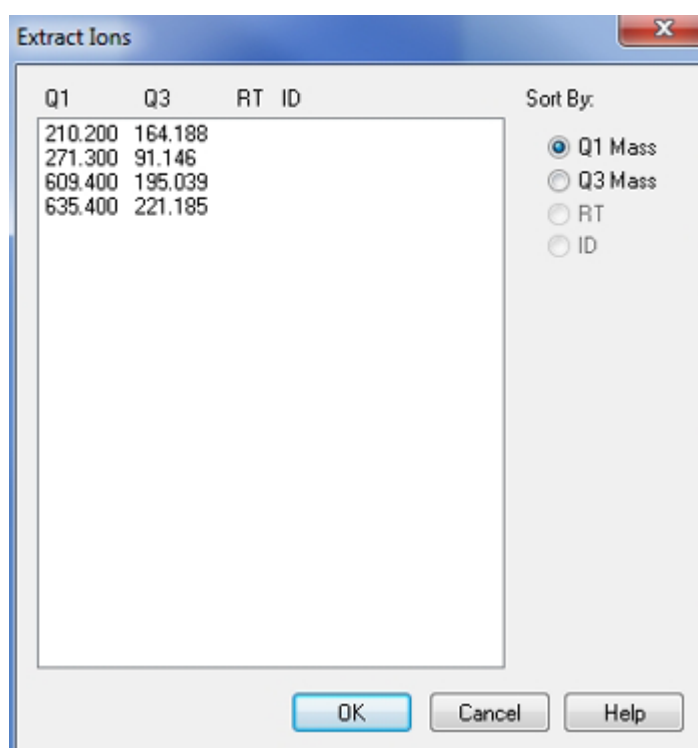 Extract Ions
Q1 Q3 RT ID
210.200 164.188
271.300 91.146
609.400 195.039
635.400 221.185
Sort By:
Q1 Mass
Q3 Mass
RT
ID
OK Cancel Help